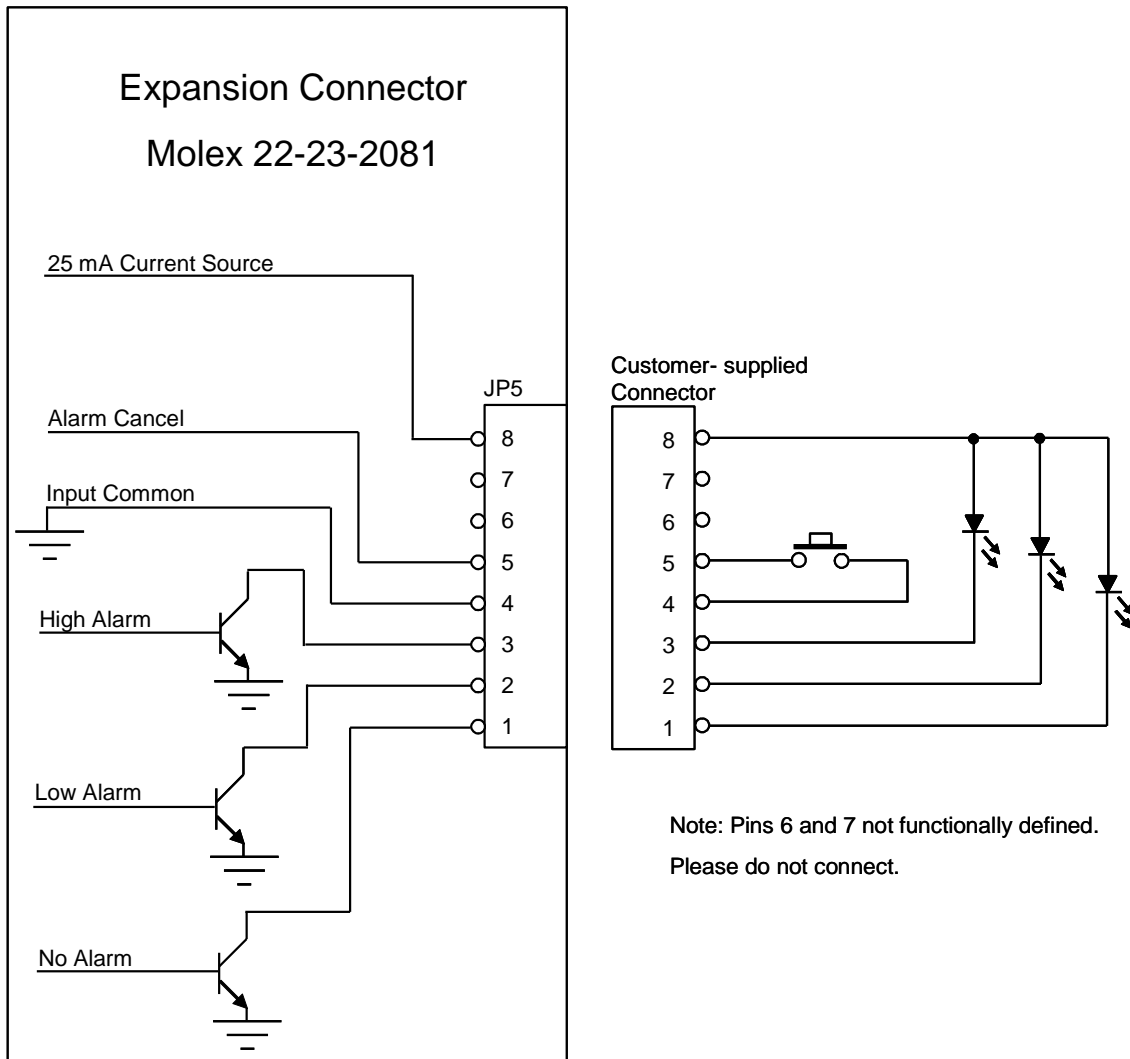 Expansion Connector
Molex 22-23-2081
25 mA Current Source
JP5
Alarm Cancel
Input Common
High Alarm
Low Alarm
No Alarm
8
7
6
5
4
3
2
1
Customer- supplied
Connector
8
7
6
5
4
3
2
1
Note: Pins 6 and 7 not functionally defined.
Please do not connect.